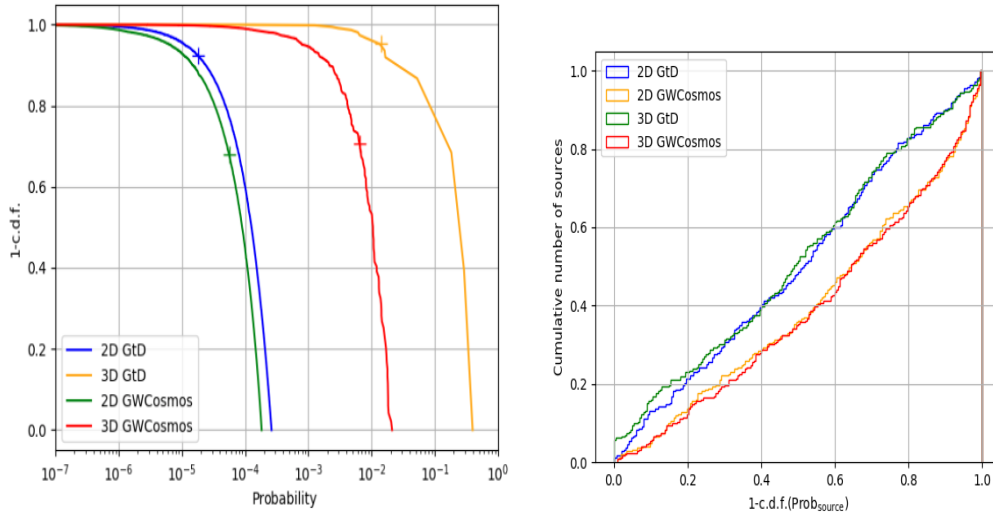 1-c.d.f.
1.0
0.8
0.6
0.4
0.2
0.0
2D GtD
3D GtD
2D GWCosmos
3D GWCosmos
10⁻⁷
10⁻⁶
10⁻⁵
10⁻⁴
10⁻³
10⁻²
10⁻¹
10⁰
Probability
Cumulative number of sources
1.0
0.8
0.6
0.4
0.2
0.0
2D GtD
2D GWCosmos
3D GtD
3D GWCosmos
0.0
0.2
0.4
0.6
0.8
1.0
1-c.d.f.(Prob_source)